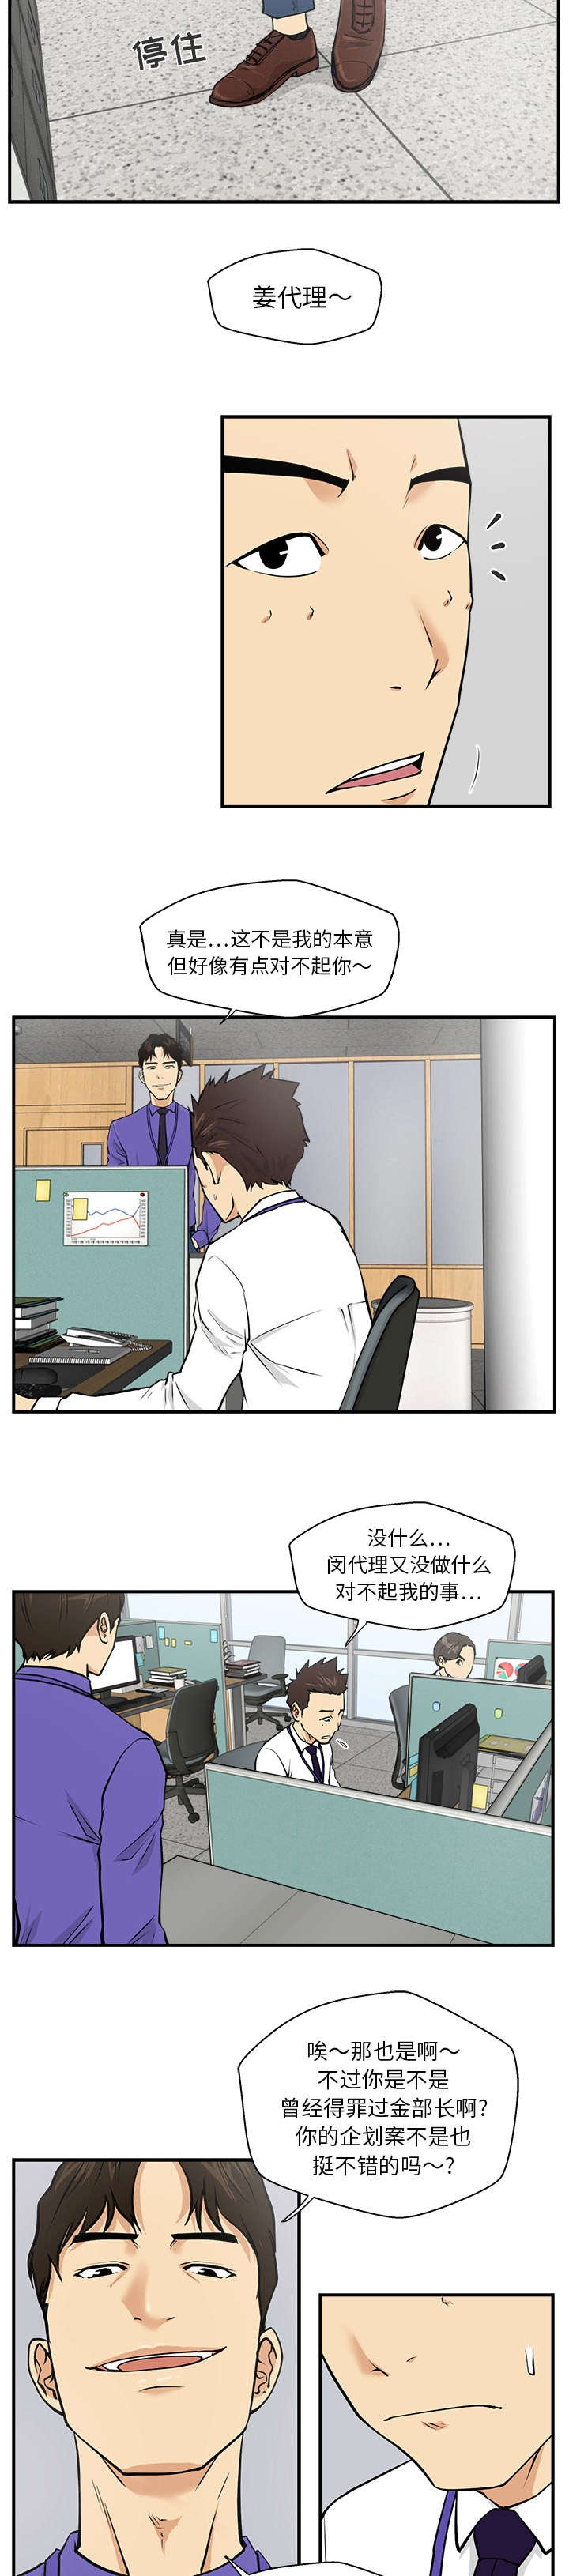 停住
姜代理～
真是...这不是我的本意
但好像有点对不起你～
没什么...
闵代理又没做什么
对不起我的事...
唉～那也是啊～
不过你是不是
曾经得罪过金部长啊?
你的企划案不是也
挺不错的吗～?